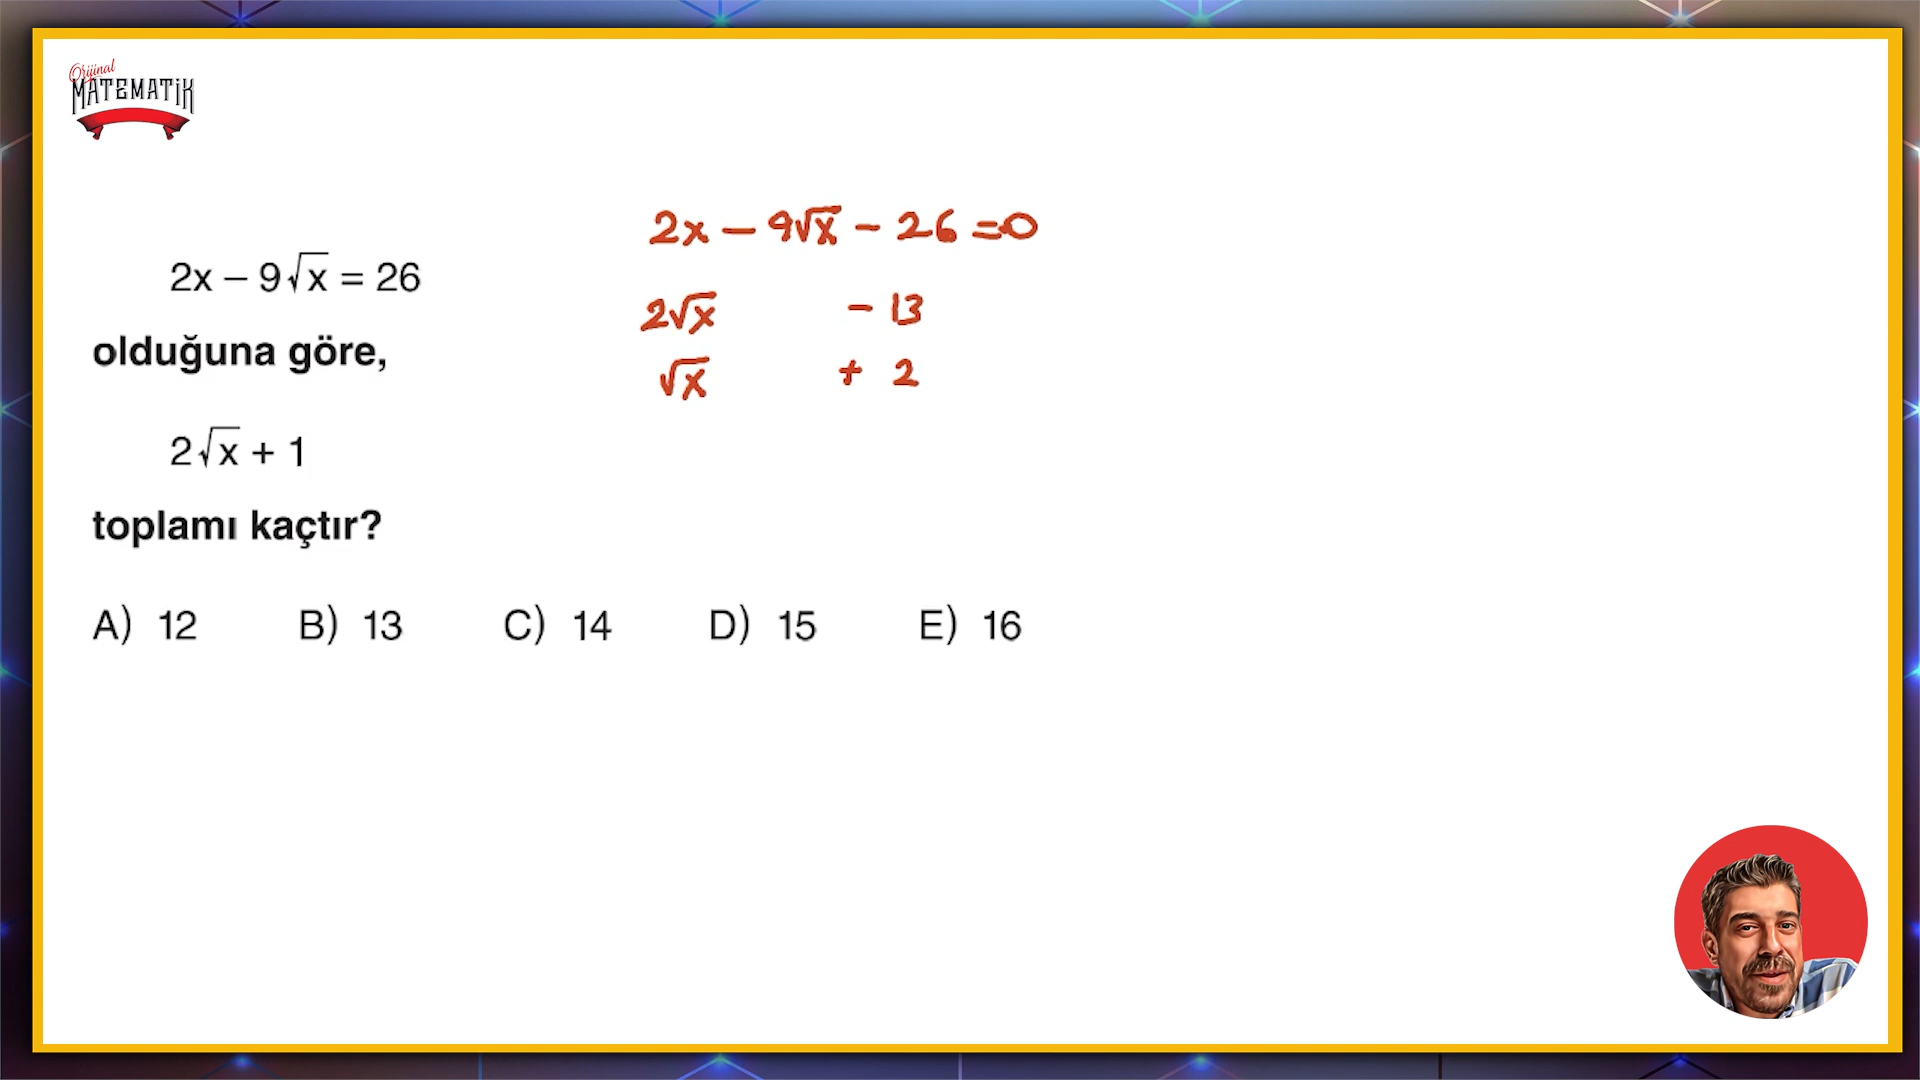 Orijinal
MATEMATİK
2x – 9√x = 26
olduğuna göre,
2√x + 1
toplamı kaçtır?
A) 12 B) 13 C) 14 D) 15 E) 16
2x – 9√x – 26 = 0
2√x – 13
√x + 2